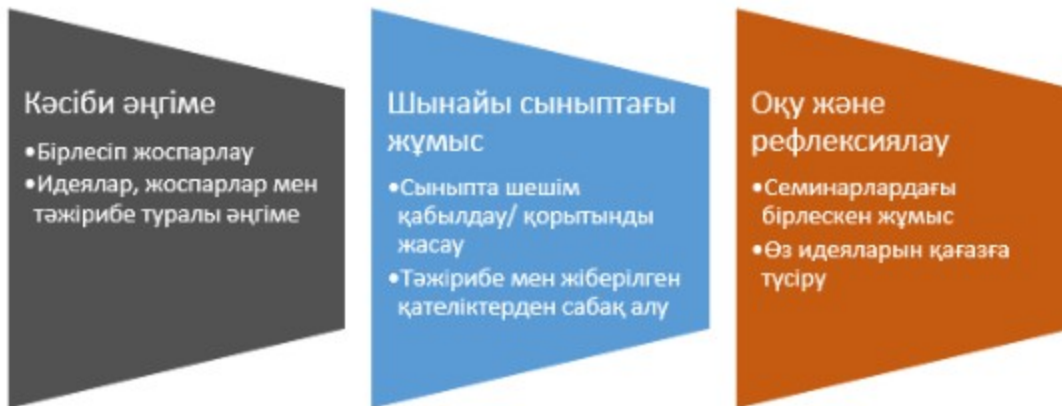 Кәсіби әңгіме
•Бірлесіп жоспарлау
•Идеялар, жоспарлар мен
тәжірибе туралы әңгіме
Шынайы сыныптағы
жұмыс
•Сыныпта шешім
қабылдау/ қорытынды
жасау
•Тәжірибе мен жіберілген
қателіктерден сабақ алу
Оқу және
рефлексиялау
•Семинарлардағы
бірлескен жұмыс
•Өз идеяларын қағазға
түсіру